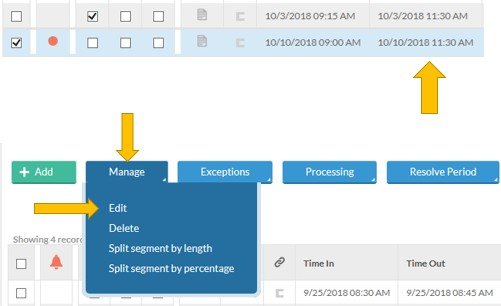 10/3/2018 09:15 AM 10/3/2018 11:30 AM
10/10/2018 09:00 AM 10/10/2018 11:30 AM
+ Add Manage Exceptions Processing Resolve Period
Edit
Delete
Split segment by length
Split segment by percentage
Showing 4 recor
Time In Time Out
9/25/2018 08:30 AM 9/25/2018 08:45 AM